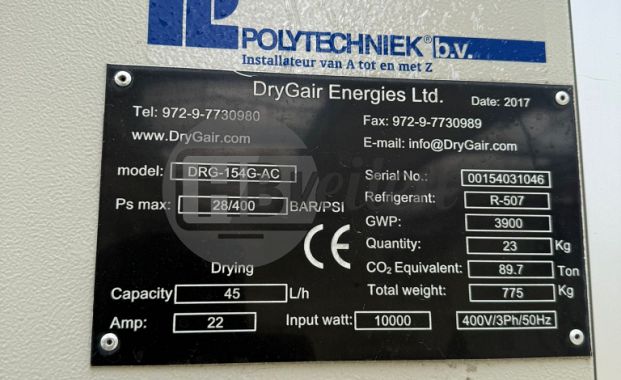 POLYTECHNIEK® b.v.
Installateur van A tot en met Z
DryGair Energies Ltd. Date: 2017
Tel: 972-9-7730980 Fax: 972-9-7730989
www.DryGair.com E-mail: info@DryGair.com
model: DRG-154G-AC Serial No.: 00154031046
Ps max: 28/400 BAR/PSI Refrigerant: R-507
GWP: 3900
CE Quantity: 23 Kg
Drying CO2 Equivalent: 89.7 Ton
Capacity 45 L/h Total weight: 775 Kg
Amp: 22 Input watt: 10000 400V/3Ph/50Hz